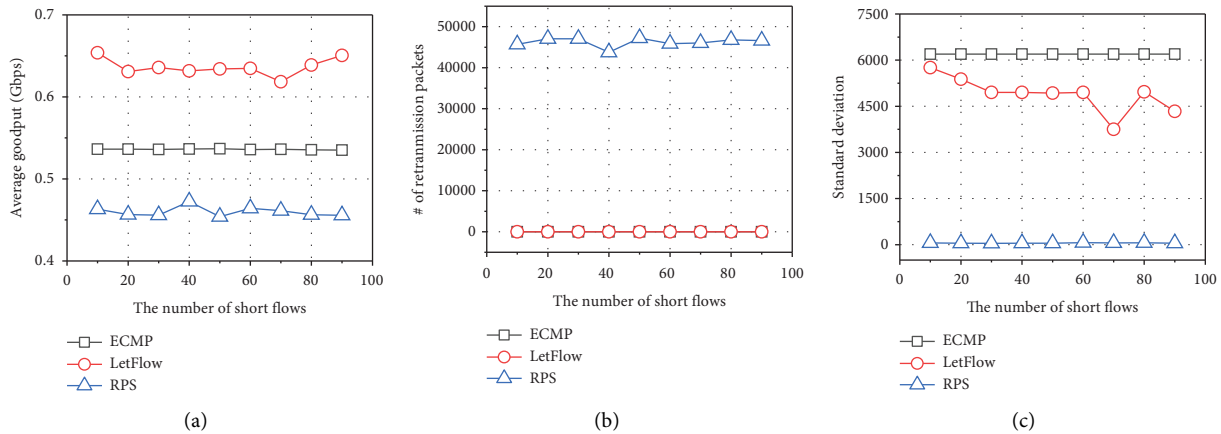 0.7
0.6
0.5
0.4
Average goodput (Gbps)
0 20 40 60 80 100
The number of short flows
ECMP
LetFlow
RPS
(a)
50000
40000
30000
20000
10000
0
# of retranmission packets
0 20 40 60 80 100
The number of short flows
ECMP
LetFlow
RPS
(b)
7500
6000
4500
3000
1500
0
Standard deviation
0 20 40 60 80 100
The number of short flows
ECMP
LetFlow
RPS
(c)